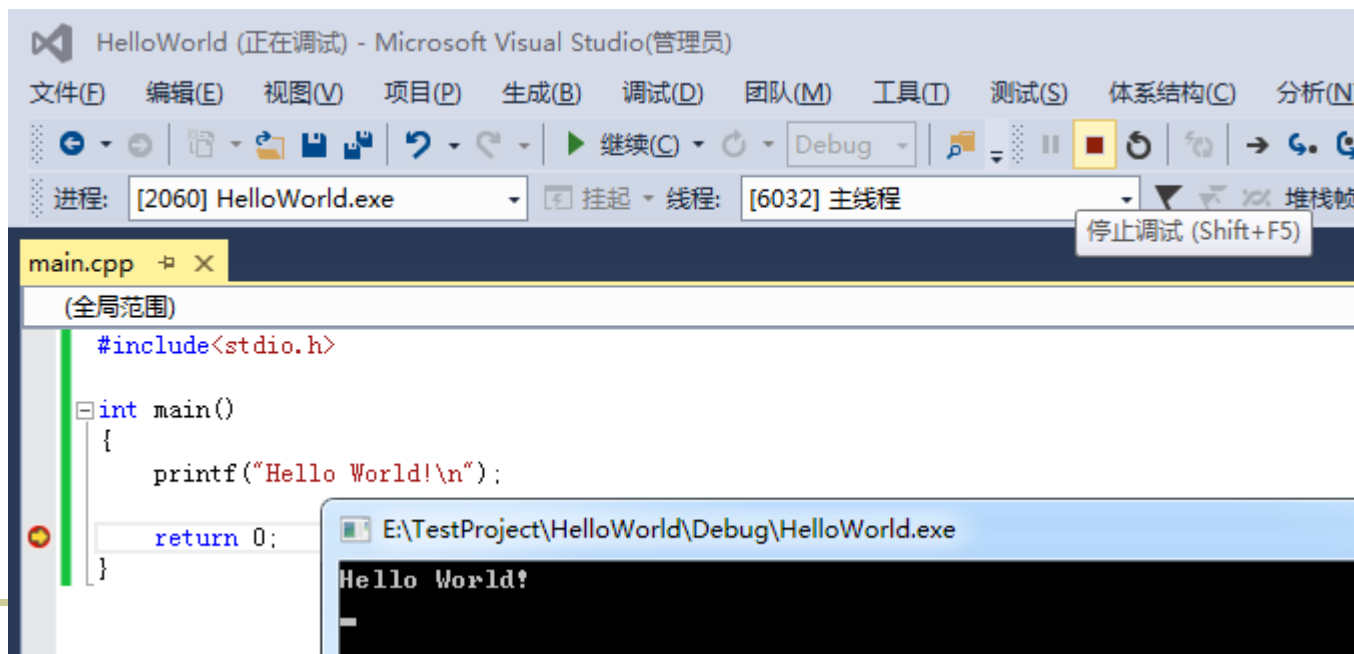 HelloWorld (正在调试) - Microsoft Visual Studio(管理员)
文件(F) 编辑(E) 视图(V) 项目(P) 生成(B) 调试(D) 团队(M) 工具(T) 测试(S) 体系结构(C) 分析(N
继续(C) Debug
进程: [2060] HelloWorld.exe 挂起 线程: [6032] 主线程 堆栈帧
停止调试 (Shift+F5)
main.cpp
(全局范围)
#include<stdio.h>
int main()
{
printf("Hello World!\n");
return 0;
}
E:\TestProject\HelloWorld\Debug\HelloWorld.exe
Hello World!